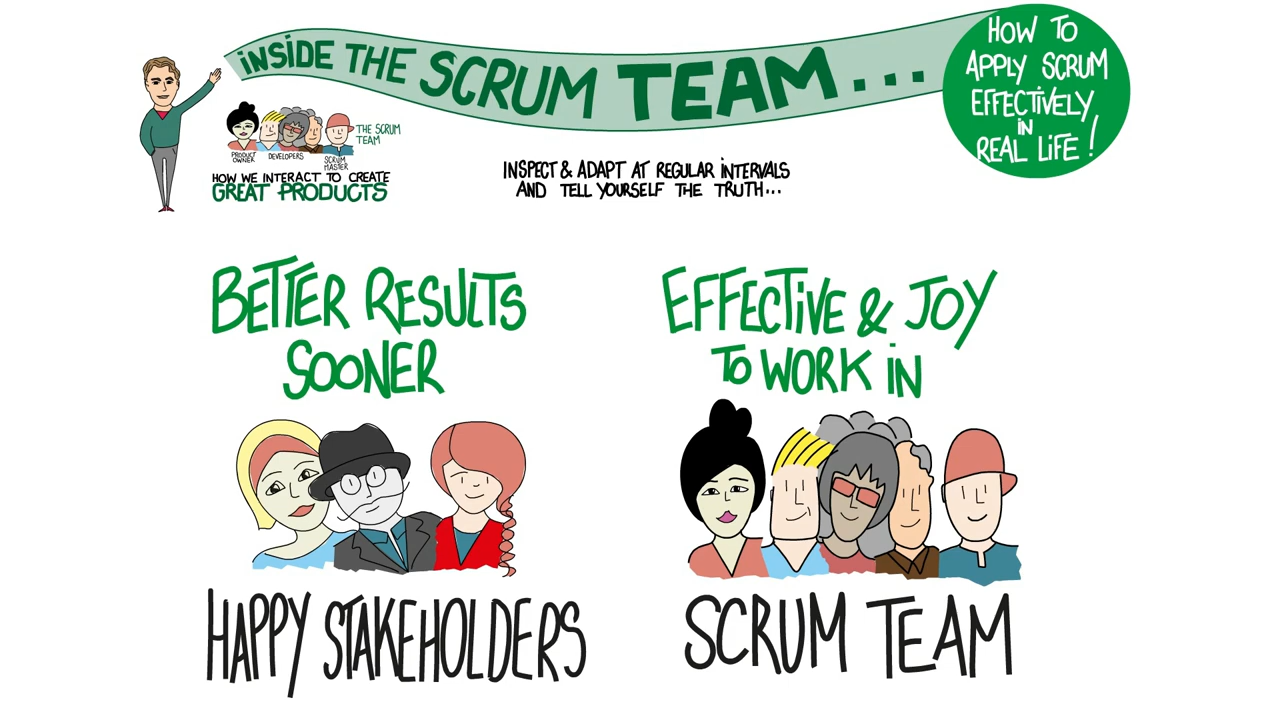 iNSiDE THE SCRUM TEAM...
HOW TO
APPLY SCRUM
EFFECTiVELY
iN
REAL LiFE!
THE SCRUM
TEAM
PRODUCT
OWNER
DEVELOPERS
SCRUM
MASTER
HOW WE iNTERACT TO CREATE
GREAT PRODUCTS
iNSPECT & ADAPT AT REGULAR iNTERVALS
AND TELL YOURSELF THE TRUTH...
BETTER RESULTS
SOONER
HAPPY STAKEHOLDERS
EFFECTiVE & JOY
TO WORK iN
SCRUM TEAM